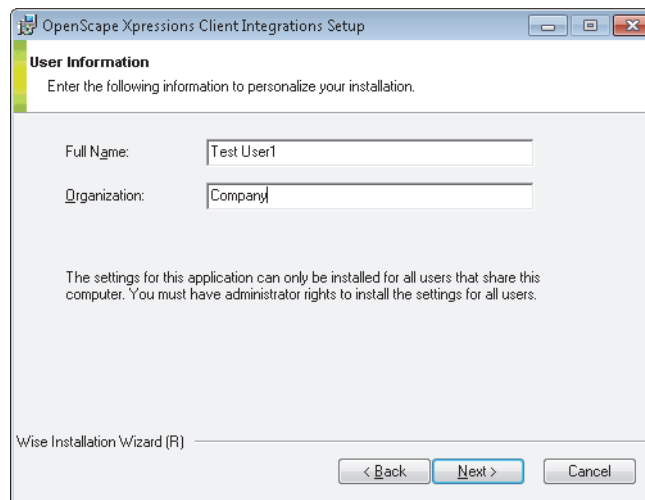 OpenScape Xpressions Client Integrations Setup
User Information
Enter the following information to personalize your installation.
Full Name: Test User1
Organization: Company
The settings for this application can only be installed for all users that share this
computer. You must have administrator rights to install the settings for all users.
Wise Installation Wizard (R)
< Back Next > Cancel